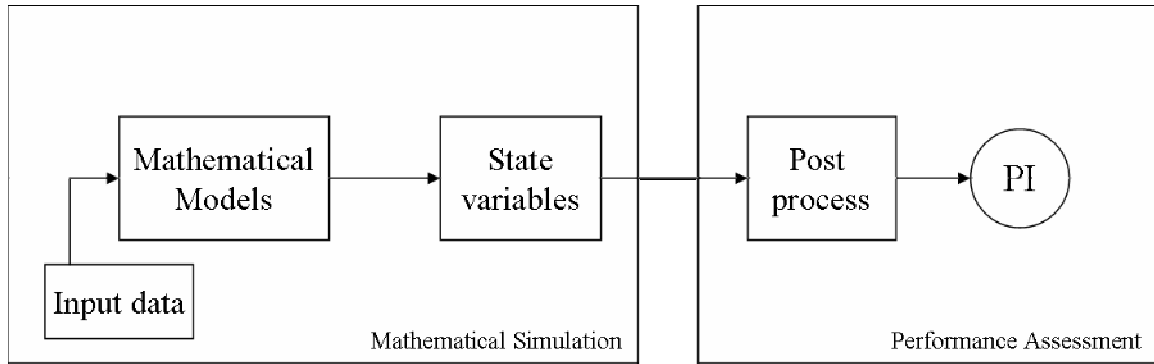 Mathematical
Models
State
variables
Post
process
PI
Input data
Mathematical Simulation
Performance Assessment